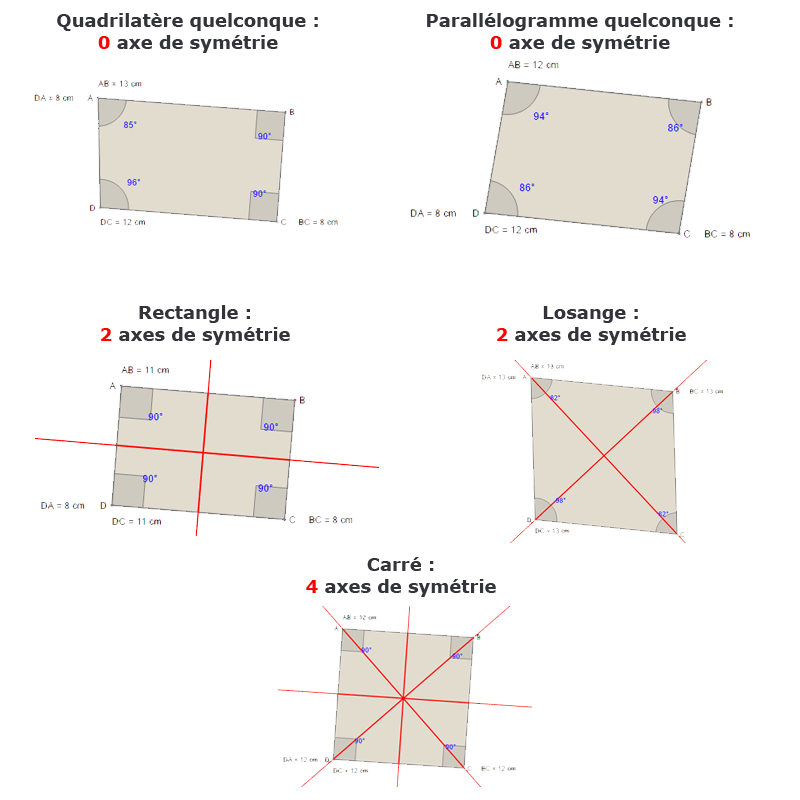 Quadrilatère quelconque :
0 axe de symétrie
AB = 13 cm
DA = 8 cm
A
B
85°
90°
96°
90°
D
C
BC = 8 cm
DC = 12 cm
Parallélogramme quelconque :
0 axe de symétrie
AB = 12 cm
A
B
94°
86°
86°
94°
DA = 8 cm
D
C
BC = 8 cm
DC = 12 cm
Rectangle :
2 axes de symétrie
AB = 11 cm
A
B
90°
90°
90°
90°
DA = 8 cm
D
C
BC = 8 cm
DC = 11 cm
Losange :
2 axes de symétrie
AB = 13 cm
DA = 13 cm
A
B
BC = 13 cm
82°
98°
98°
82°
D
C
DC = 13 cm
Carré :
4 axes de symétrie
AB = 12 cm
A
B
90°
90°
90°
90°
DA = 12 cm
D
C
BC = 12 cm
DC = 12 cm